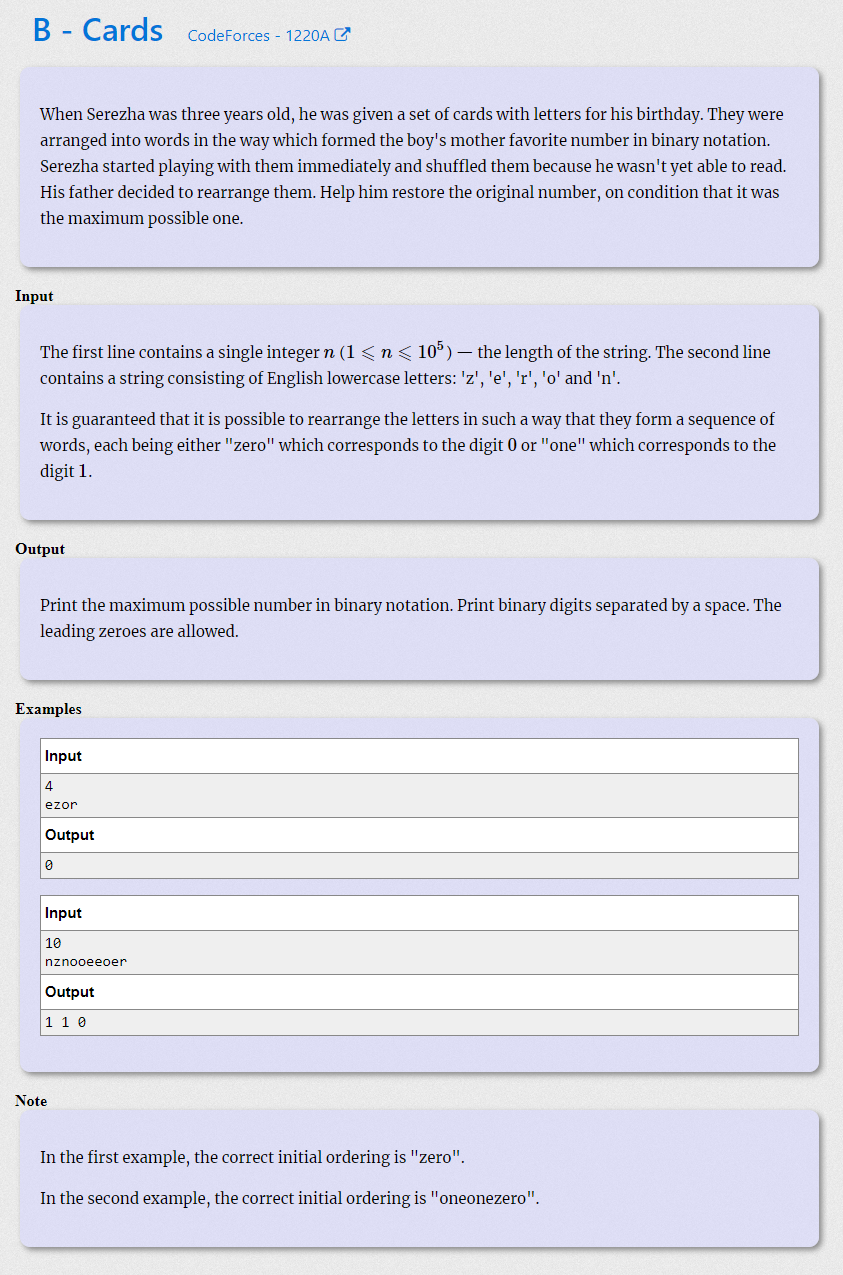 B - Cards CodeForces - 1220A
When Serezha was three years old, he was given a set of cards with letters for his birthday. They were
arranged into words in the way which formed the boy's mother favorite number in binary notation.
Serezha started playing with them immediately and shuffled them because he wasn't yet able to read.
His father decided to rearrange them. Help him restore the original number, on condition that it was
the maximum possible one.
Input
The first line contains a single integer n (1 ⩽ n ⩽ 10⁵) — the length of the string. The second line
contains a string consisting of English lowercase letters: 'z', 'e', 'r', 'o' and 'n'.
It is guaranteed that it is possible to rearrange the letters in such a way that they form a sequence of
words, each being either "zero" which corresponds to the digit 0 or "one" which corresponds to the
digit 1.
Output
Print the maximum possible number in binary notation. Print binary digits separated by a space. The
leading zeroes are allowed.
Examples
Input
4
ezor
Output
0
Input
10
nznooeeoer
Output
1 1 0
Note
In the first example, the correct initial ordering is "zero".
In the second example, the correct initial ordering is "oneonezero".